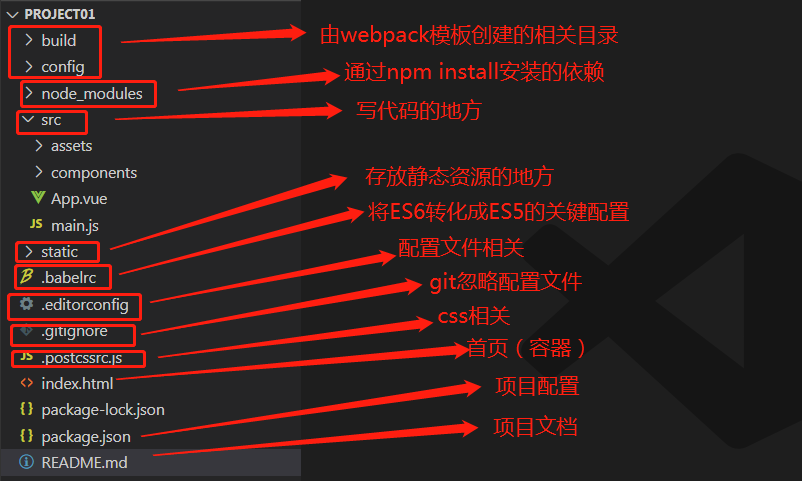 PROJECT01
build
由webpack模板创建的相关目录
config
node_modules
通过npm install安装的依赖
src
写代码的地方
assets
components
App.vue
JS main.js
static
存放静态资源的地方
.babelrc
将ES6转化成ES5的关键配置
.editorconfig
配置文件相关
.gitignore
git忽略配置文件
JS .postcssrc.js
css相关
<> index.html
首页（容器）
{} package-lock.json
{} package.json
项目配置
README.md
项目文档